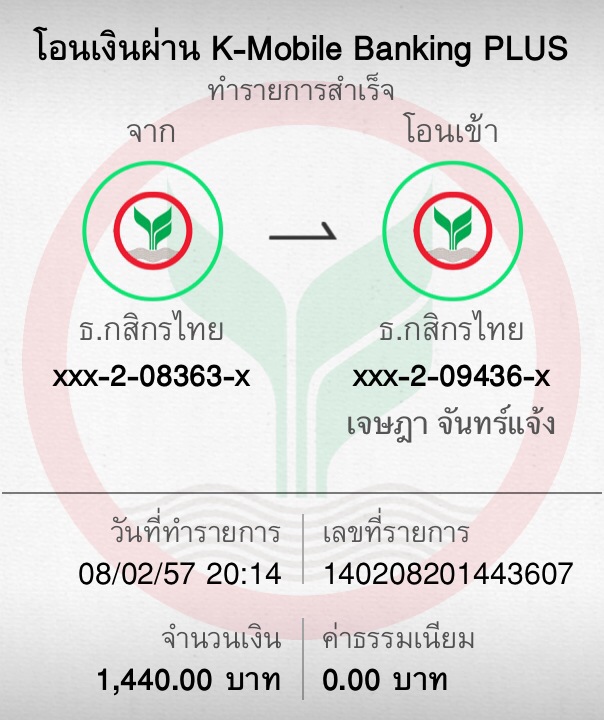 โอนเงินผ่าน K-Mobile Banking PLUS
ทำรายการสำเร็จ
จาก
โอนเข้า
ธ.กสิกรไทย
ธ.กสิกรไทย
xxx-2-08363-x
xxx-2-09436-x
เจษฎา จันทร์แจ้ง
วันที่ทำรายการ
เลขที่รายการ
08/02/57 20:14
140208201443607
จำนวนเงิน
ค่าธรรมเนียม
1,440.00 บาท
0.00 บาท